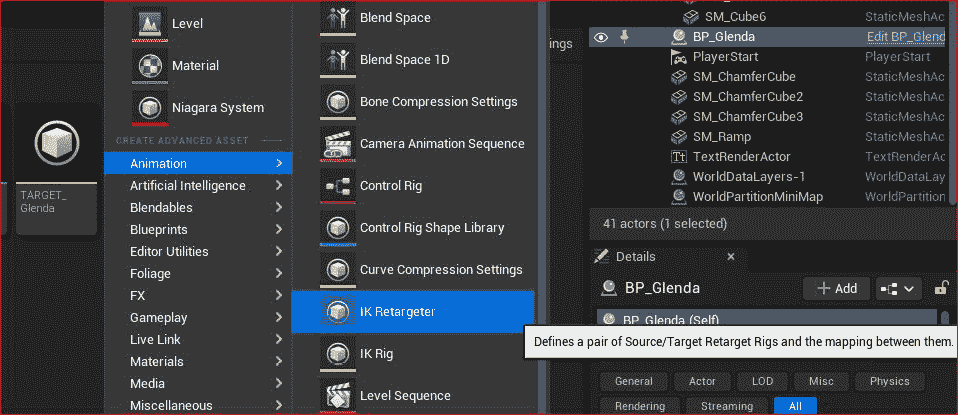 Level
Material
Niagara System
CREATE ADVANCED ASSET
Animation
Artificial Intelligence
Blendables
Blueprints
Editor Utilities
Foliage
FX
Gameplay
Live Link
Materials
Media
Miscellaneous
TARGET_
Glenda
Blend Space
Blend Space 1D
Bone Compression Settings
Camera Animation Sequence
Control Rig
Control Rig Shape Library
Curve Compression Settings
IK Retargeter
IK Rig
Level Sequence
Defines a pair of Source/Target Retarget Rigs and the mapping between them.
ings
SM_Cube6 StaticMeshAc
BP_Glenda Edit BP_Glend
PlayerStart PlayerStart
SM_ChamferCube StaticMeshAc
SM_ChamferCube2 StaticMeshAc
SM_ChamferCube3 StaticMeshAc
SM_Ramp StaticMeshAc
TextRenderActor TextRenderAc
WorldDataLayers-1 WorldDataLay
WorldPartitionMiniMap WorldPartition
41 actors (1 selected)
Details
BP_Glenda
Add
BP_Glenda (Self)
General Actor LOD Misc Physics
Rendering Streaming All